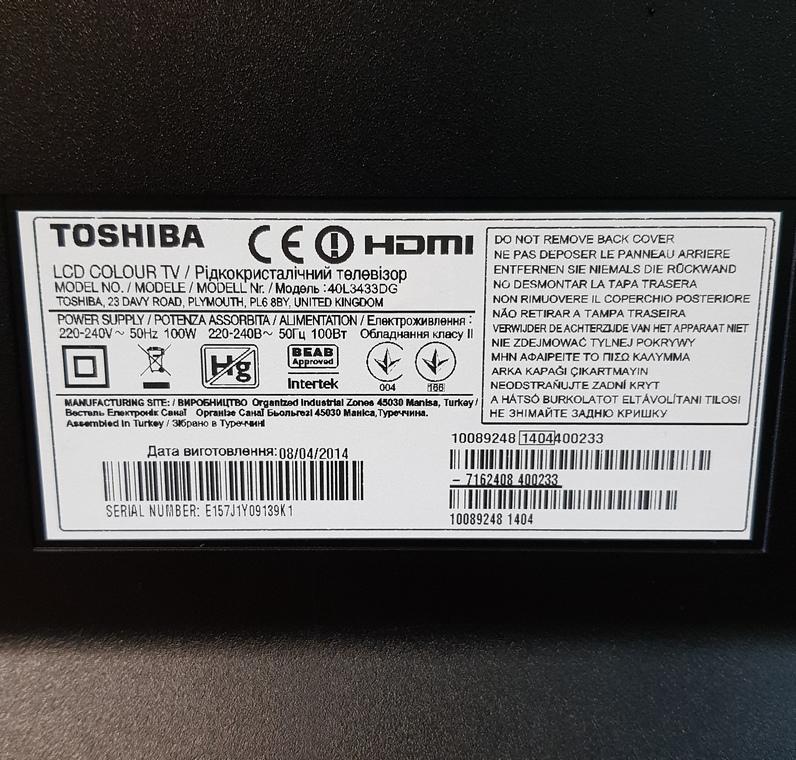 TOSHIBA
CE HDMI
LCD COLOUR TV / Рідкокристалічний телевізор
MODEL NO. / MODELE / MODELL Nr. / Модель :40L3433DG
TOSHIBA, 23 DAVY ROAD, PLYMOUTH, PL6 8BY, UNITED KINGDOM
POWER SUPPLY / POTENZA ASSORBITA / ALIMENTATION / Електроживлення :
220-240V~ 50Hz 100W 220-240В~ 50Гц 100Вт Обладнання класу II
Hg
BEAB
Approved
Intertek
004
166
MANUFACTURING SITE: / ВИРОБНИЦТВО Organized Industrial Zones 45030 Manisa, Turkey/
Вестель Електронік Санаї Організе Санаї Бьольгезі 45030 Маніса,Туреччина.
Assembled in Turkey / Зібрано в Туреччині
Дата виготовлення: 08/04/2014
SERIAL NUMBER: E157J1Y09139K1
DO NOT REMOVE BACK COVER
NE PAS DEPOSER LE PANNEAU ARRIERE
ENTFERNEN SIE NIEMALS DIE RÜCKWAND
NO DESMONTAR LA TAPA TRASERA
NON RIMUOVERE IL COPERCHIO POSTERIORE
NÃO RETIRAR A TAMPA TRASEIRA
VERWIJDER DE ACHTERZIJDE VAN HET APPARAAT NIET
NIE ZDEJMOWAĆ TYLNEJ POKRYWY
ΜΗΝ ΑΦΑΙΡΕΙΤΕ ΤΟ ΠΙΣΩ ΚΑΛΥΜΜΑ
ARKA KAPAĞI ÇIKARTMAYIN
NEODSTRAŇUJTE ZADNÍ KRYT
A HÁTSÓ BURKOLATOT ELTÁVOLÍTANI TILOS!
НЕ ЗНІМАЙТЕ ЗАДНЮ КРИШКУ
10089248 1404400233
- 7162408 400233
10089248 1404